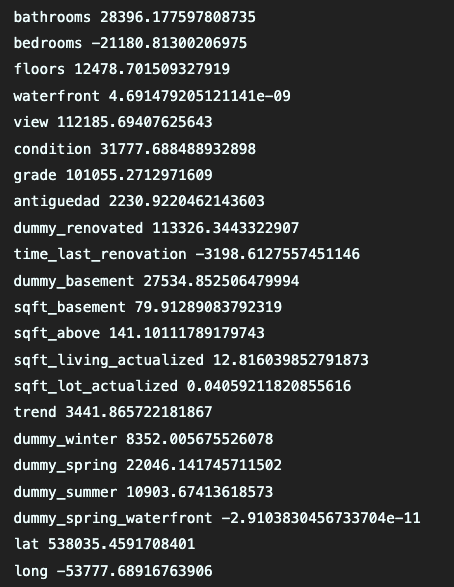 bathrooms 28396.177597808735
bedrooms -21180.81300206975
floors 12478.701509327919
waterfront 4.691479205121141e-09
view 112185.69407625643
condition 31777.688488932898
grade 101055.2712971609
antiguedad 2230.9220462143603
dummy_renovated 113326.3443322907
time_last_renovation -3198.6127557451146
dummy_basement 27534.852506479994
sqft_basement 79.91289083792319
sqft_above 141.10111789179743
sqft_living_actualized 12.816039852791873
sqft_lot_actualized 0.04059211820855616
trend 3441.865722181867
dummy_winter 8352.005675526078
dummy_spring 22046.141745711502
dummy_summer 10903.67413618573
dummy_spring_waterfront -2.9103830456733704e-11
lat 538035.4591708401
long -53777.68916763906